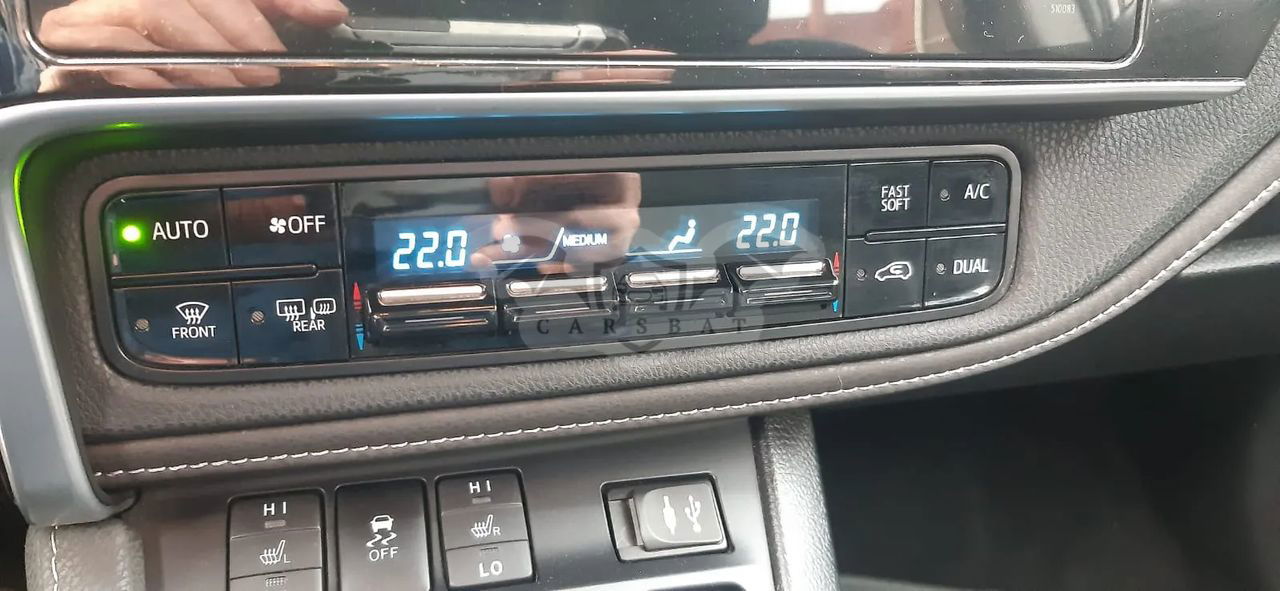 510083
AUTO
OFF
22.0
MEDIUM
22.0
FAST
SOFT
A/C
FRONT
REAR
DUAL
CARSBAT
HI
L
OFF
HI
R
LO